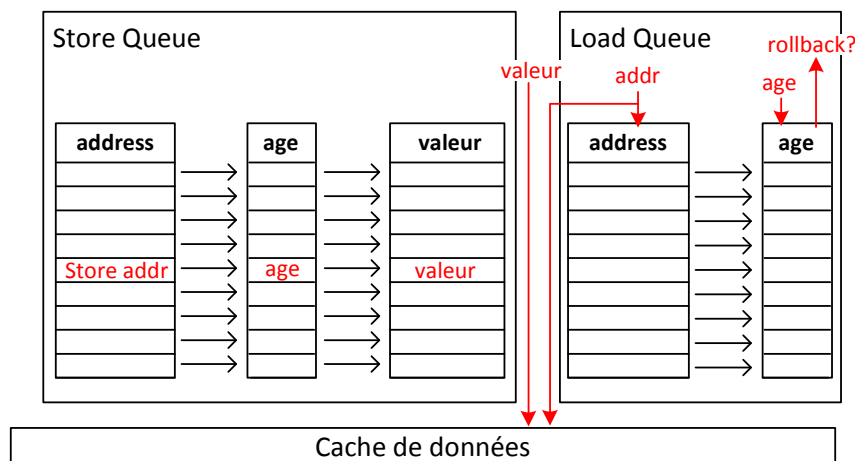 Store Queue
Load Queue
rollback?
valeur
addr
age
address
age
valeur
address
age
Store addr
age
valeur
Cache de données